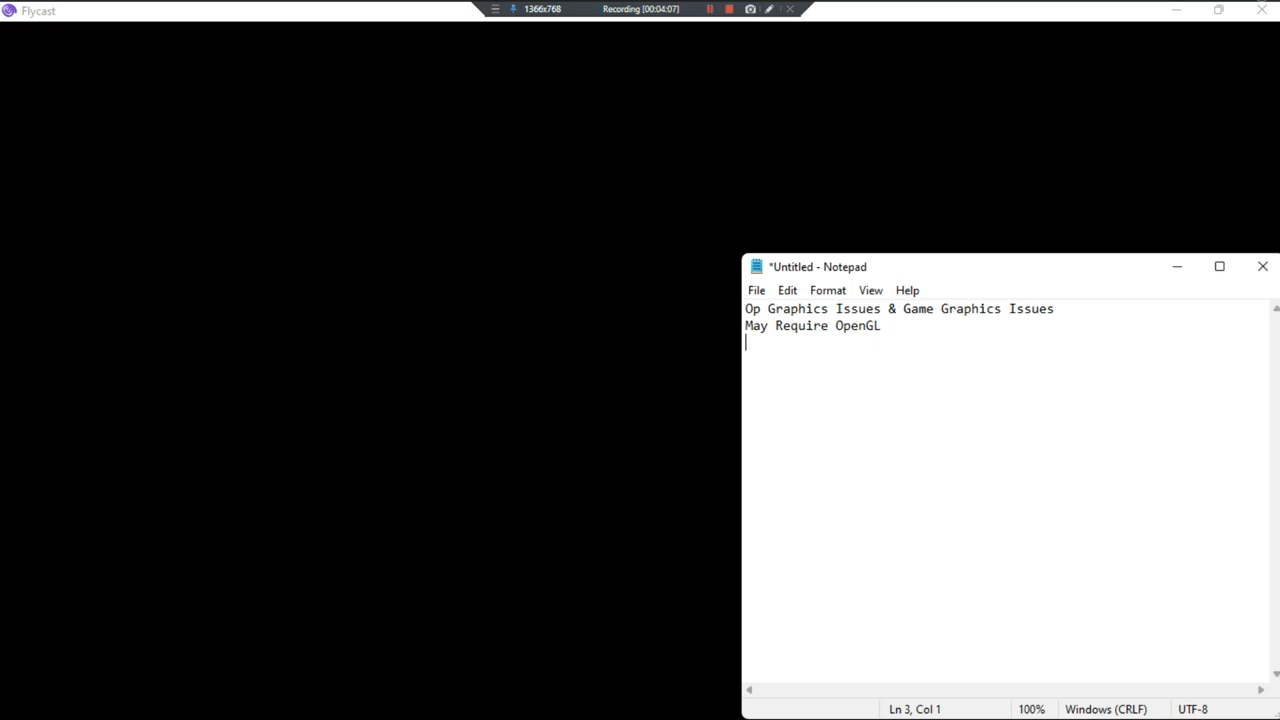 Flycast
1366x768
Recording [00:04:07]
*Untitled - Notepad
File Edit Format View Help
Op Graphics Issues & Game Graphics Issues
May Require OpenGL
Ln 3, Col 1
100%
Windows (CRLF)
UTF-8